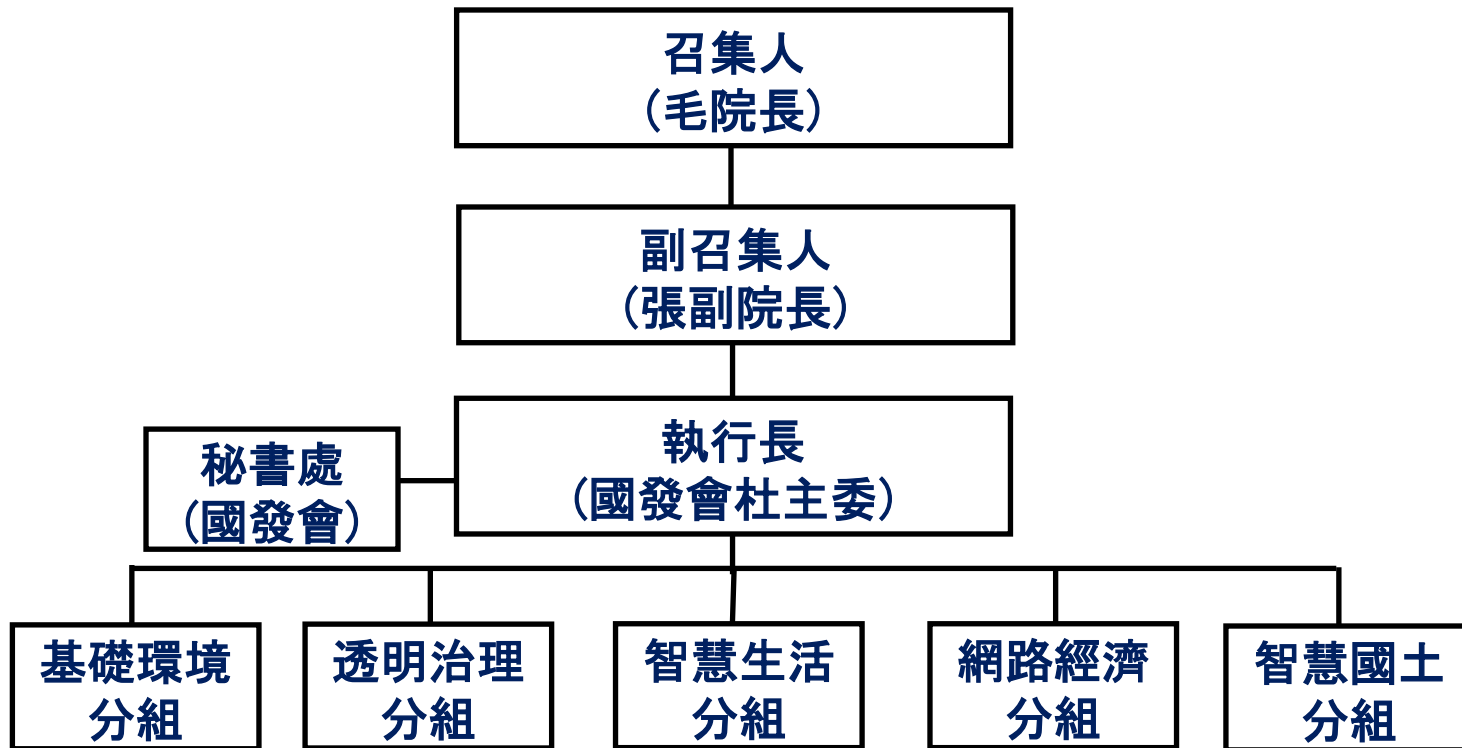 召集人
(毛院長)
副召集人
(張副院長)
執行長
(國發會杜主委)
秘書處
(國發會)
基礎環境
分組
透明治理
分組
智慧生活
分組
網路經濟
分組
智慧國土
分組